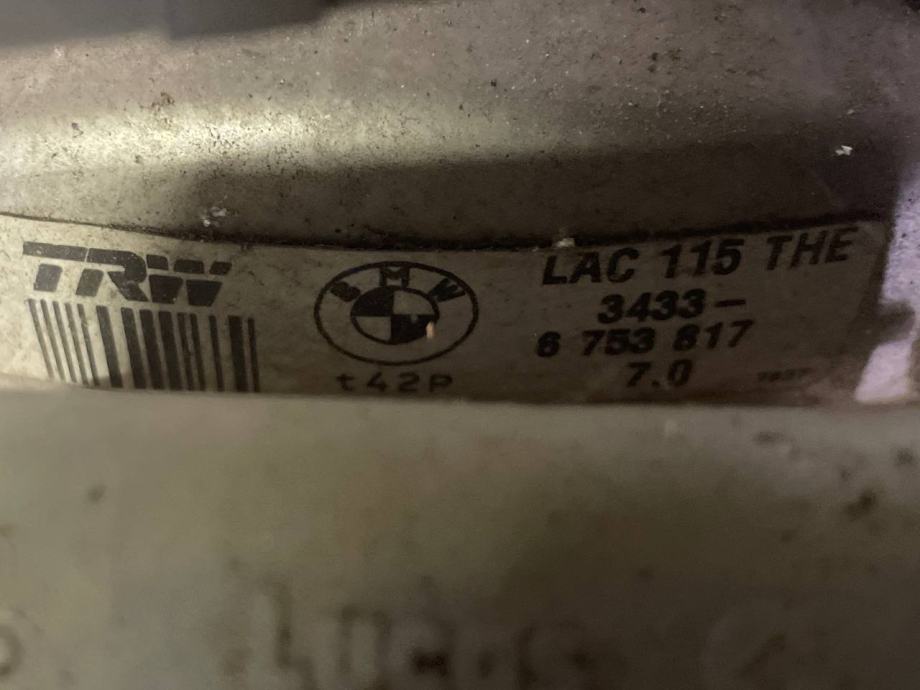 TRW
BMW
t42P
LAC 115 THE
3433-
6 753 817
7.0